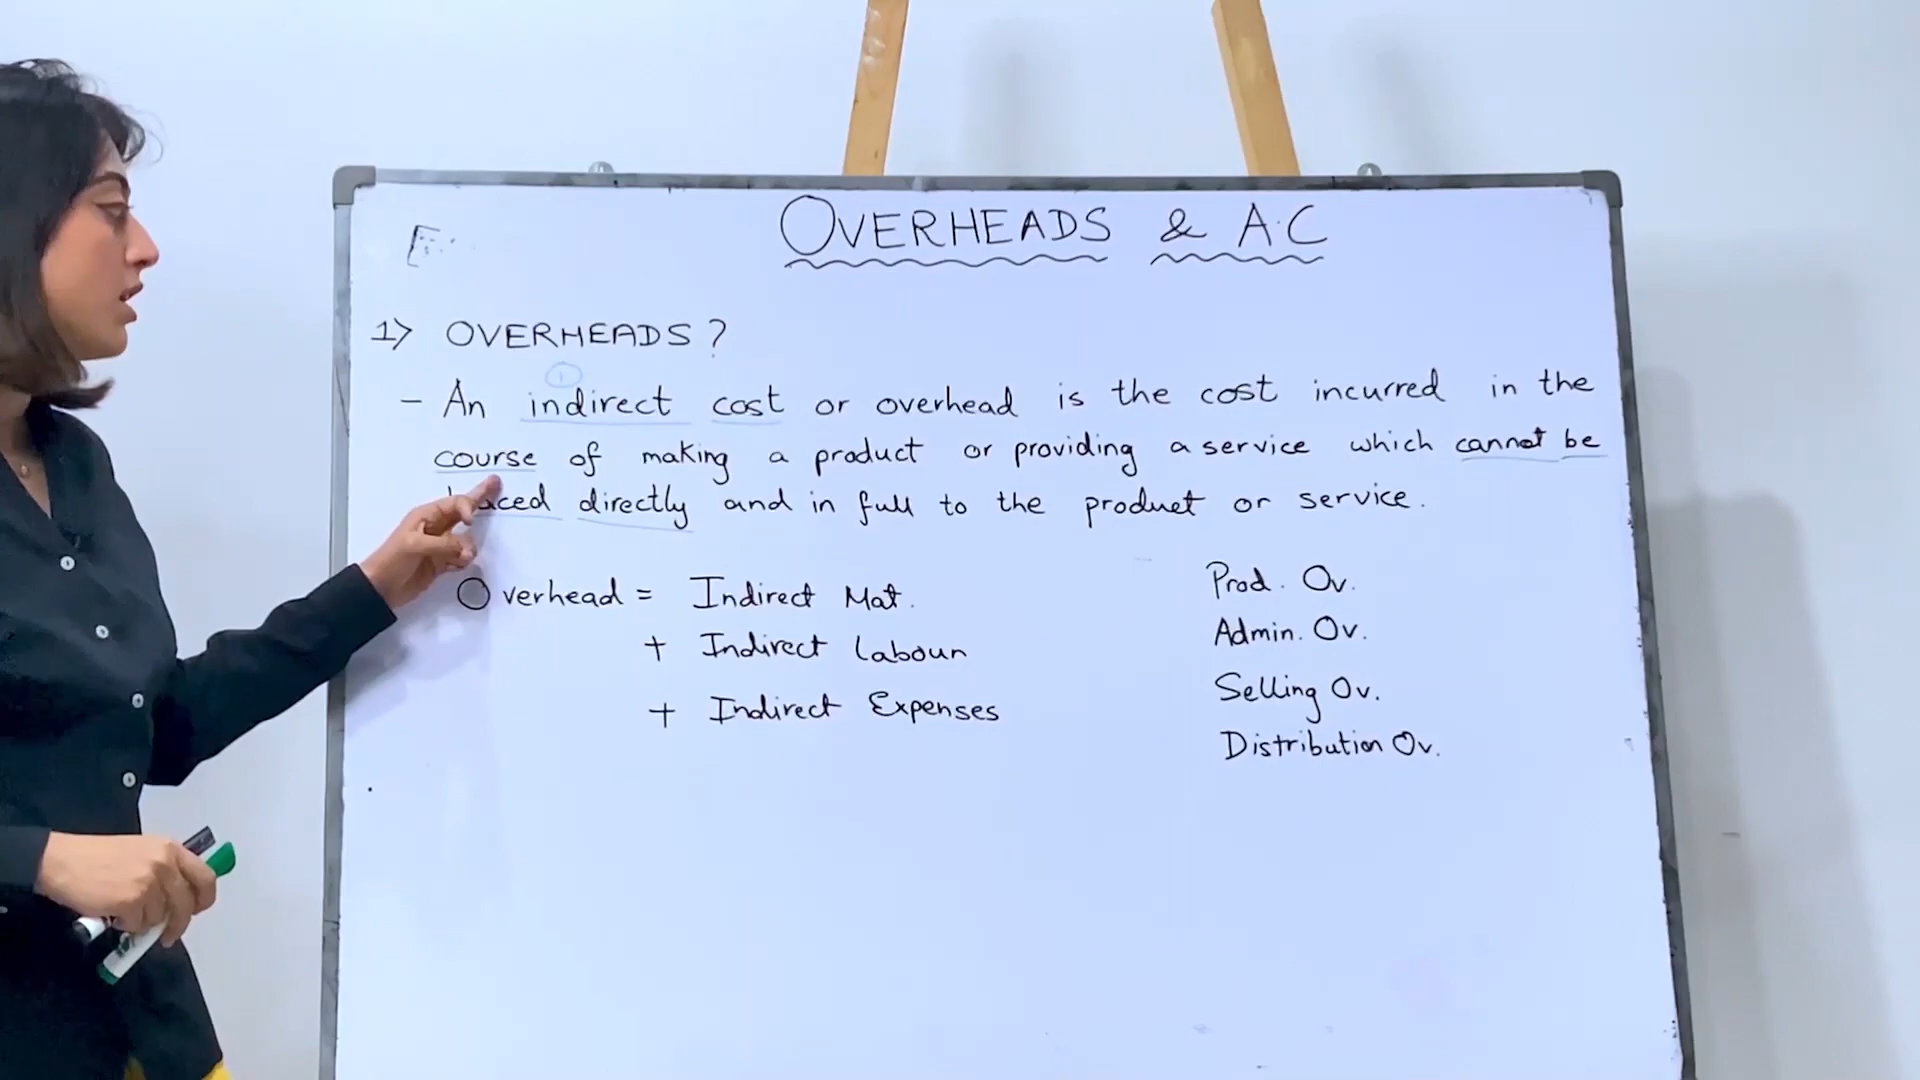 OVERHEADS & A.C
1> OVERHEADS?
①
- An indirect cost or overhead is the cost incurred in the
course of making a product or providing a service which cannot be
directly and in full to the product or service.
Overhead = Indirect Mat.
+ Indirect Labour
+ Indirect Expenses
Prod. Ov.
Admin. Ov.
Selling Ov.
Distribution Ov.